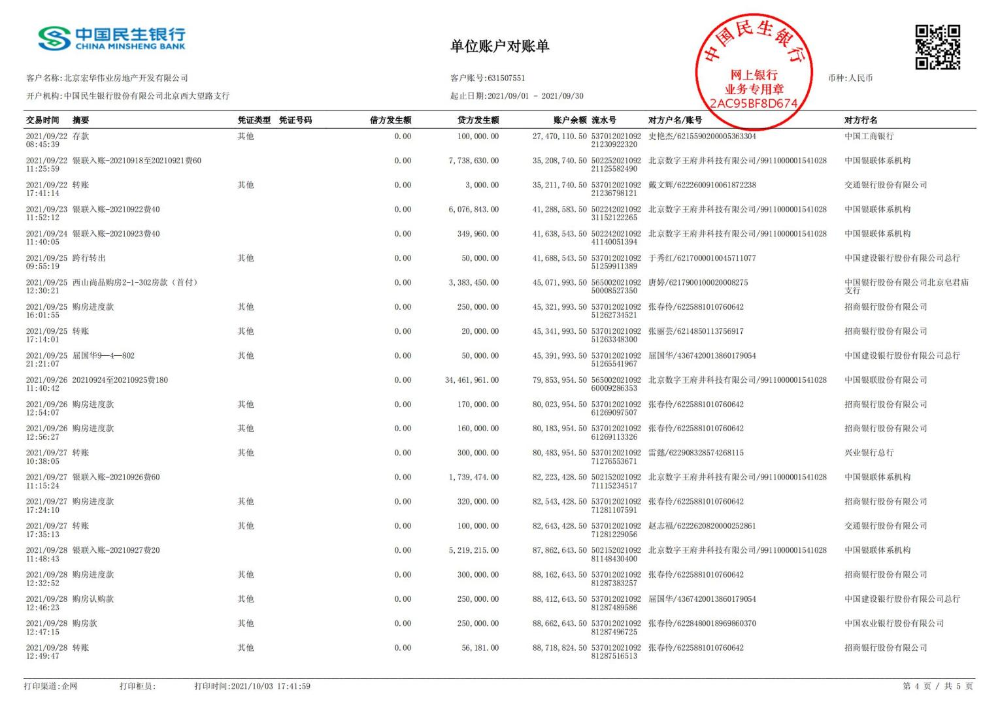 中国民生银行
CHINA MINSHENG BANK
单位账户对账单
中国民生银行
网上银行
业务专用章
2AC95BF8D674
客户名称:北京宏华伟业房地产开发有限公司 客户账号:631507551 币种:人民币
开户机构:中国民生银行股份有限公司北京西大望路支行 起止日期:2021/09/01 - 2021/09/30
交易时间 摘要 凭证类型 凭证号码 借方发生额 贷方发生额 账户余额 流水号 对方户名/账号 对方行名
2021/09/22 存款 其他 0.00 100,000.00 27,470,110.50 537012021092 史艳杰/6215590200005363304 中国工商银行
08:45:39 21230922320
2021/09/22 银联入账-20210918至20210921费60 0.00 7,738,630.00 35,208,740.50 502252021092 北京数字王府井科技有限公司/9911000001541028 中国银联体系机构
11:25:59 21125582490
2021/09/22 转账 其他 0.00 3,000.00 35,211,740.50 537012021092 戴文辉/6222600910061872238 交通银行股份有限公司
17:41:14 21236798121
2021/09/23 银联入账-20210922费40 0.00 6,076,843.00 41,288,583.50 502242021092 北京数字王府井科技有限公司/9911000001541028 中国银联体系机构
11:52:12 31152122265
2021/09/24 银联入账-20210923费40 0.00 349,960.00 41,638,543.50 502242021092 北京数字王府井科技有限公司/9911000001541028 中国银联体系机构
11:40:05 41140051394
2021/09/25 跨行转出 其他 0.00 50,000.00 41,688,543.50 537012021092 于秀红/6217000010045711077 中国建设银行股份有限公司总行
09:55:19 51259911389
2021/09/25 西山尚品购房2-1-302房款（首付） 0.00 3,383,450.00 45,071,993.50 565002021092 唐婷/6217900100020008275 中国银行股份有限公司北京皂君庙
12:30:21 50008527350 支行
2021/09/25 购房进度款 其他 0.00 250,000.00 45,321,993.50 537012021092 张春伶/6225881010760642 招商银行股份有限公司
16:01:55 51262734521
2021/09/25 转账 其他 0.00 20,000.00 45,341,993.50 537012021092 张丽芸/6214850113756917 招商银行股份有限公司
17:14:01 51263348300
2021/09/25 屈国华9—4—802 其他 0.00 50,000.00 45,391,993.50 537012021092 屈国华/4367420013860179054 中国建设银行股份有限公司总行
21:21:07 51265541967
2021/09/26 20210924至20210925费180 0.00 34,461,961.00 79,853,954.50 565002021092 北京数字王府井科技有限公司/9911000001541028 中国银联股份有限公司
11:40:42 60009286353
2021/09/26 购房进度款 其他 0.00 170,000.00 80,023,954.50 537012021092 张春伶/6225881010760642 招商银行股份有限公司
12:54:07 61269097507
2021/09/26 购房进度款 其他 0.00 160,000.00 80,183,954.50 537012021092 张春伶/6225881010760642 招商银行股份有限公司
12:56:27 61269113326
2021/09/27 转账 其他 0.00 300,000.00 80,483,954.50 537012021092 雷懿/622908328574268115 兴业银行总行
10:38:05 71276553671
2021/09/27 银联入账-20210926费60 0.00 1,739,474.00 82,223,428.50 502152021092 北京数字王府井科技有限公司/9911000001541028 中国银联体系机构
11:15:24 71115234517
2021/09/27 购房进度款 其他 0.00 320,000.00 82,543,428.50 537012021092 张春伶/6225881010760642 招商银行股份有限公司
17:24:10 71281107591
2021/09/27 转账 其他 0.00 100,000.00 82,643,428.50 537012021092 赵志福/6222620820000252861 交通银行股份有限公司
17:35:13 71281229056
2021/09/28 银联入账-20210927费20 0.00 5,219,215.00 87,862,643.50 502152021092 北京数字王府井科技有限公司/9911000001541028 中国银联体系机构
11:48:43 81148430400
2021/09/28 购房进度款 其他 0.00 300,000.00 88,162,643.50 537012021092 张春伶/6225881010760642 招商银行股份有限公司
12:32:52 81287383257
2021/09/28 购房认购款 其他 0.00 250,000.00 88,412,643.50 537012021092 屈国华/4367420013860179054 中国建设银行股份有限公司总行
12:46:23 81287489586
2021/09/28 购房款 其他 0.00 250,000.00 88,662,643.50 537012021092 张春伶/6228480018969860370 中国农业银行股份有限公司
12:47:15 81287496725
2021/09/28 转账 其他 0.00 56,181.00 88,718,824.50 537012021092 张春伶/6225881010760642 招商银行股份有限公司
12:49:47 81287516513
打印渠道:企网 打印柜员: 打印时间:2021/10/03 17:41:59 第 4 页 / 共 5 页